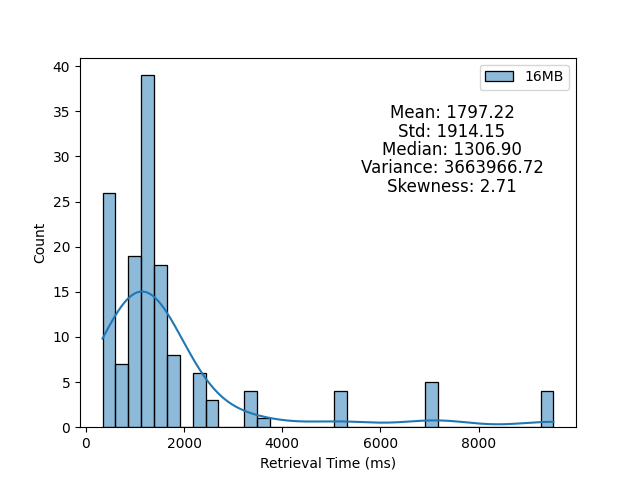 16MB
Mean: 1797.22
Std: 1914.15
Median: 1306.90
Variance: 3663966.72
Skewness: 2.71
40
35
30
25
20
15
10
5
0
Count
0 2000 4000 6000 8000
Retrieval Time (ms)